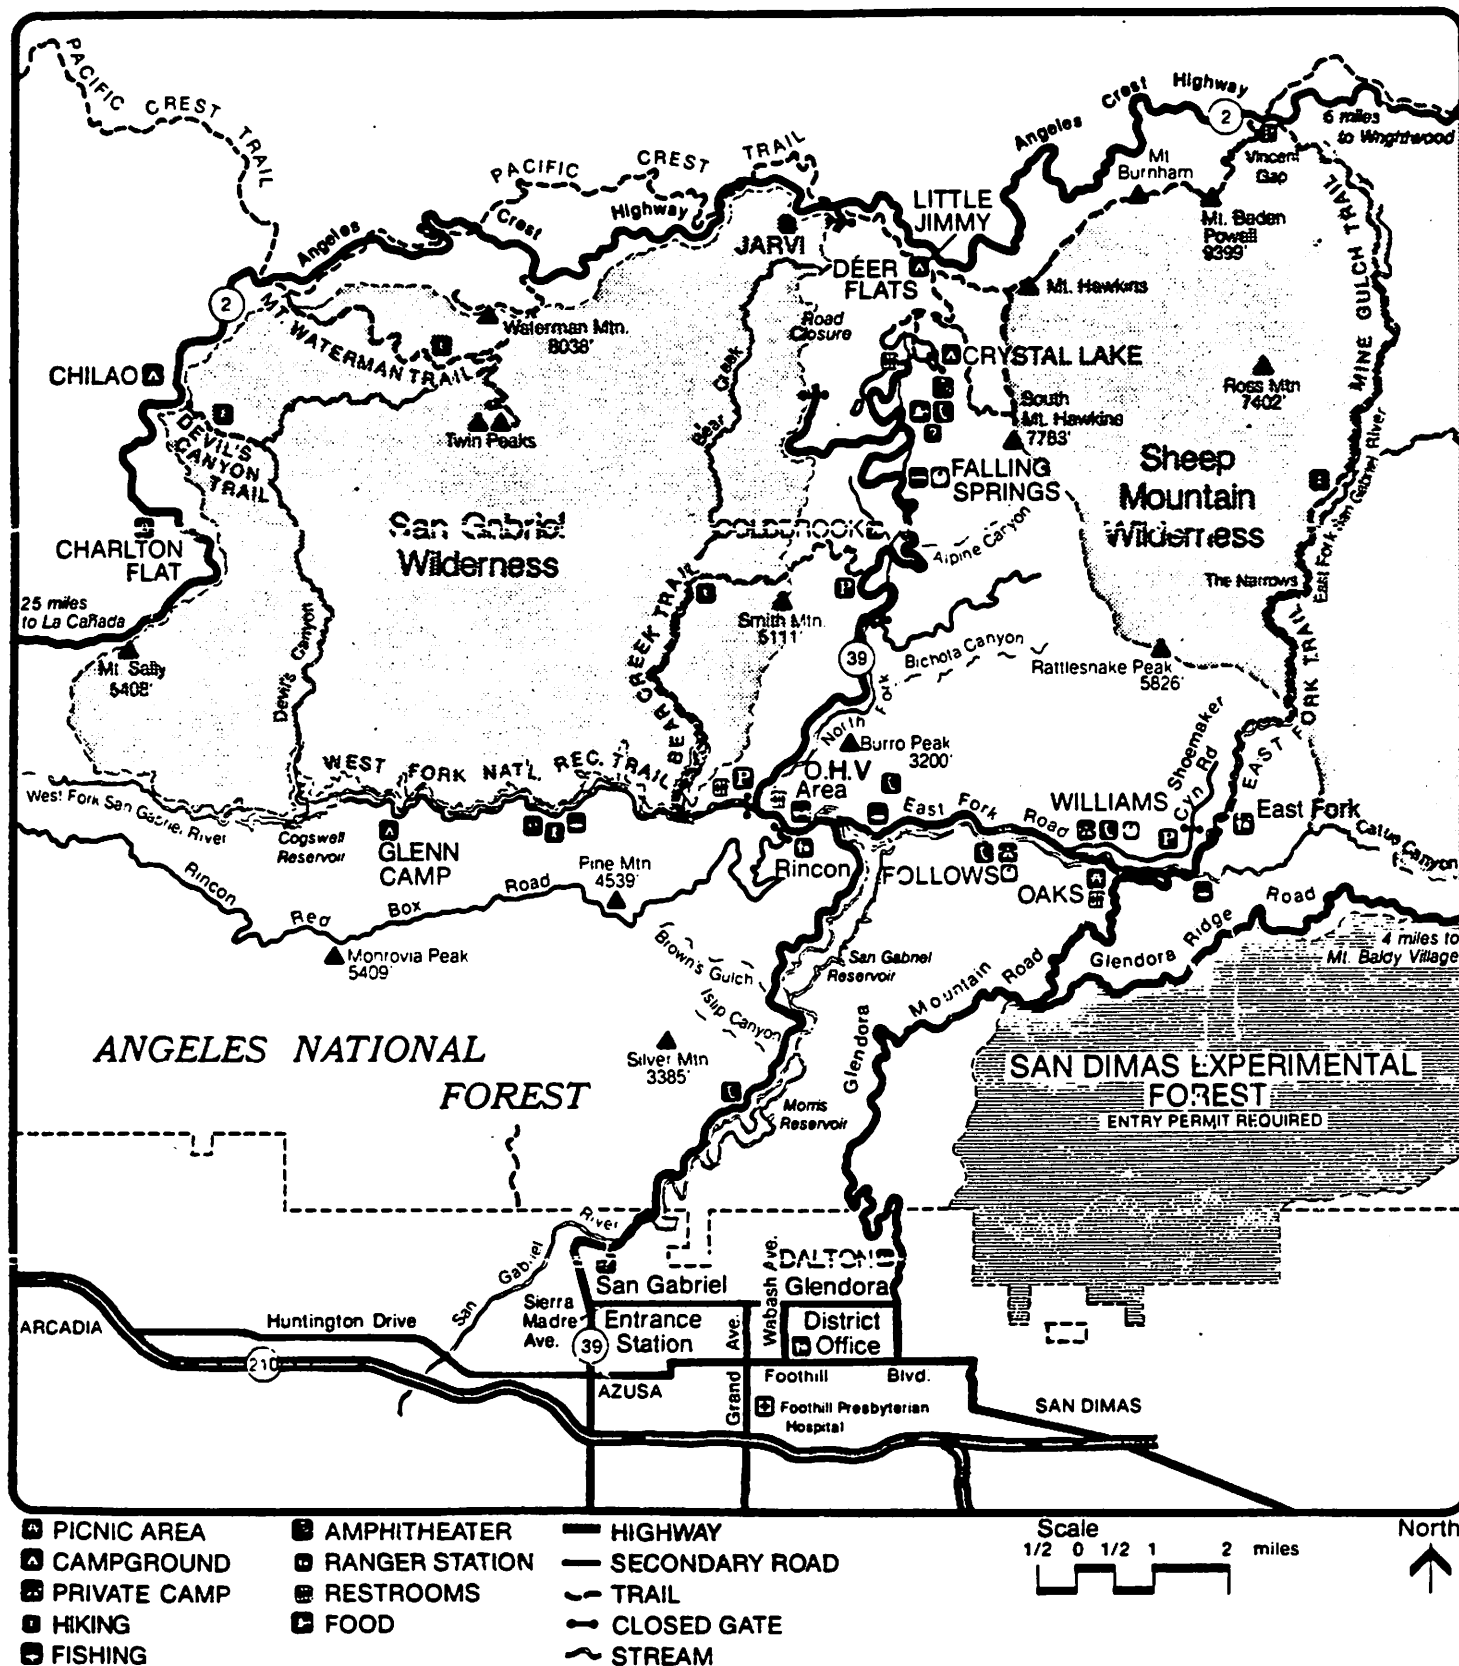 PACIFIC CREST TRAIL
PACIFIC CREST TRAIL
Angeles Crest Highway
Angeles Crest Highway
2
6 miles
to Wrightwood
Vincent
Gap
Mt
Burnham
Mt. Baden
Powell
9399'
LITTLE
JIMMY
JARVI
DEER
FLATS
Mt. Hawkins
MINE GULCH TRAIL
2
MT WATERMAN TRAIL
Waterman Mtn.
8038'
Road
Closure
CHILAO
CRYSTAL LAKE
Ross Mtn
7402'
Bear Creek
South
Mt. Hawkins
7783'
DEVIL'S
CANYON
TRAIL
Twin Peaks
Sheep
Mountain
Wilderness
FALLING
SPRINGS
East Fork San Gabriel River
San Gabriel
Wilderness
COLDBROOK
CHARLTON
FLAT
Alpine Canyon
The Narrows
25 miles
to La Cañada
Smith Mtn.
5111'
Devil's Canyon
BEAR CREEK TRAIL
39
Bichota Canyon
Rattlesnake Peak
5826'
Mt. Sally
5408'
EAST FORK TRAIL
North Fork
Burro Peak
3200'
Shoemaker
Cyn Rd
WEST FORK NAT'L. REC. TRAIL
O.H.V
Area
West Fork San Gabriel River
East Fork Road
WILLIAMS
East Fork
Cogswell
Reservoir
GLENN
CAMP
Pine Mtn
4539'
Rincon
FOLLOWS
OAKS
Cattle Canyon
Rincon Red Box Road
Monrovia Peak
5409'
Brown's Gulch
San Gabriel
Reservoir
Glendora Ridge Road
4 miles to
Mt. Baldy Village
Islip Canyon
Glendora Mountain Road
ANGELES NATIONAL
FOREST
Silver Mtn
3385'
SAN DIMAS EXPERIMENTAL
FOREST
ENTRY PERMIT REQUIRED
Morris
Reservoir
San Gabriel River
DALTON
San Gabriel
Entrance
Station
Wabash Ave.
Glendora
District
Office
Sierra
Madre
Ave.
39
ARCADIA
Huntington Drive
210
AZUSA
Grand Ave.
Foothill Blvd.
Foothill Presbyterian
Hospital
SAN DIMAS
PICNIC AREA
CAMPGROUND
PRIVATE CAMP
HIKING
FISHING
AMPHITHEATER
RANGER STATION
RESTROOMS
FOOD
HIGHWAY
SECONDARY ROAD
TRAIL
CLOSED GATE
STREAM
Scale
1/2 0 1/2 1 2 miles
North